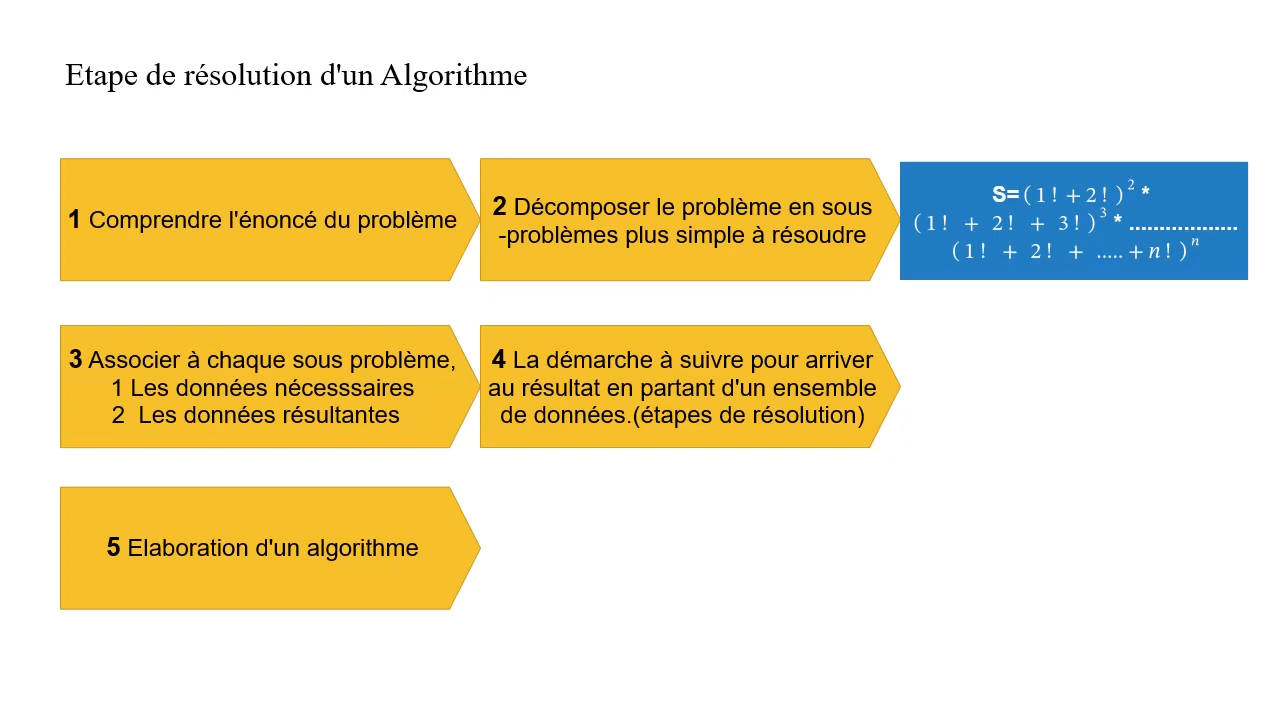 Etape de résolution d'un Algorithme
1 Comprendre l'énoncé du problème
2 Décomposer le problème en sous
-problèmes plus simple à résoudre
S=(1!+2!)^2 *
(1! + 2! + 3!)^3 * ..................
(1! + 2! + .....+n!)^n
3 Associer à chaque sous problème,
1 Les données nécesssaires
2 Les données résultantes
4 La démarche à suivre pour arriver
au résultat en partant d'un ensemble
de données.(étapes de résolution)
5 Elaboration d'un algorithme